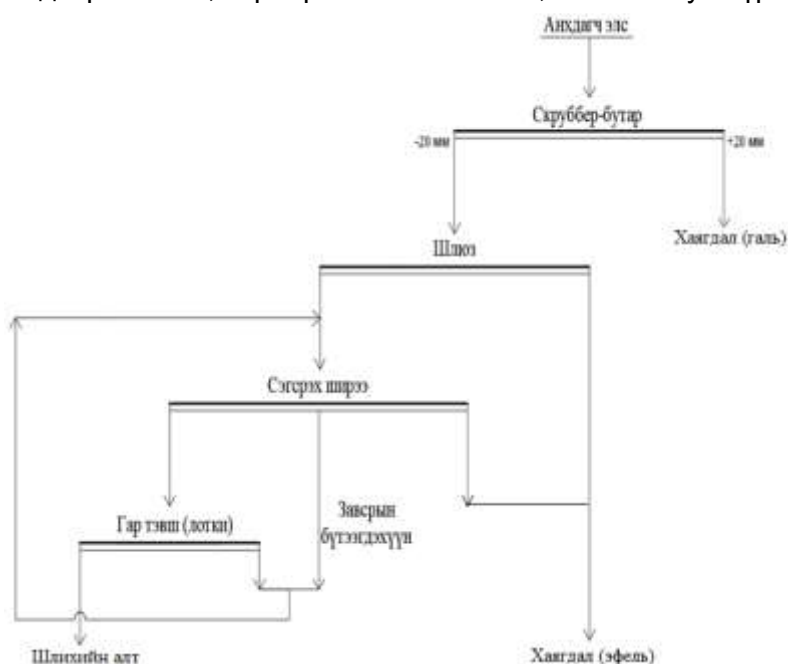 Анхдагч элс
Скруббер-бутар
-20 мм
+20 мм
Хаягдал (галь)
Шлюз
Сэгсрэх ширээ
Гар тэвш (лотки)
Завсрын
бүтээгдэхүүн
Шлихийн алт
Хаягдал (эфель)